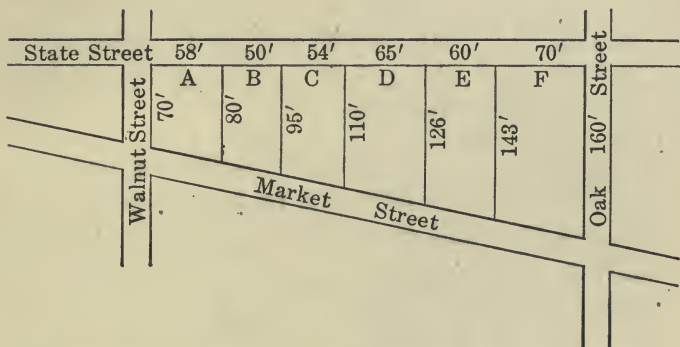 State Street 58′ 50′ 54′ 65′ 60′ 70′
A B C D E F
70′ 80′ 95′ 110′ 126′ 143′ 160′
Walnut Street
Market Street
Oak Street